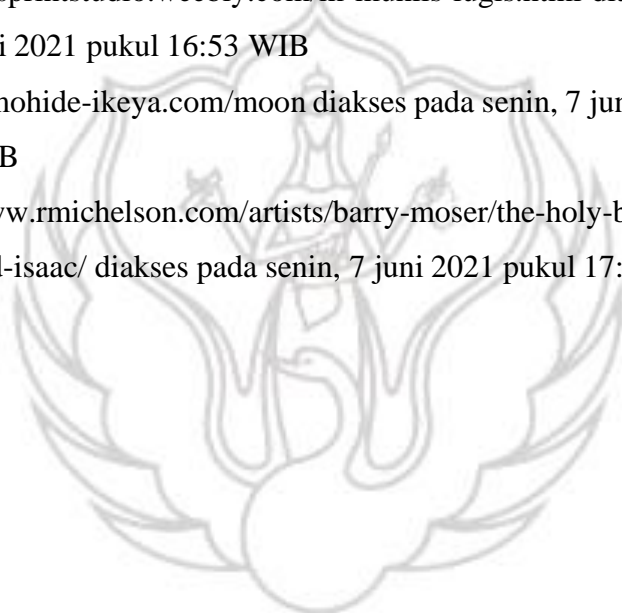 i 2021 pukul 16:53 WIB
nohide-ikeya.com/moon diakses pada senin, 7 jun
B
w.rmichelson.com/artists/barry-moser/the-holy-b
l-isaac/ diakses pada senin, 7 juni 2021 pukul 17: